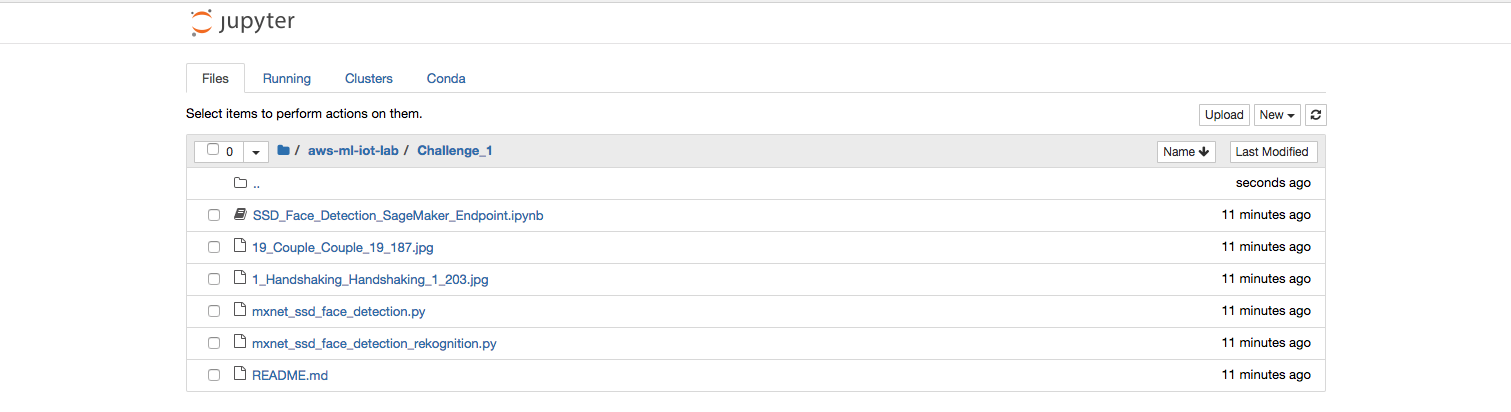 jupyter
Files Running Clusters Conda
Select items to perform actions on them. Upload New
0 / aws-ml-iot-lab / Challenge_1 Name Last Modified
.. seconds ago
SSD_Face_Detection_SageMaker_Endpoint.ipynb 11 minutes ago
19_Couple_Couple_19_187.jpg 11 minutes ago
1_Handshaking_Handshaking_1_203.jpg 11 minutes ago
mxnet_ssd_face_detection.py 11 minutes ago
mxnet_ssd_face_detection_rekognition.py 11 minutes ago
README.md 11 minutes ago